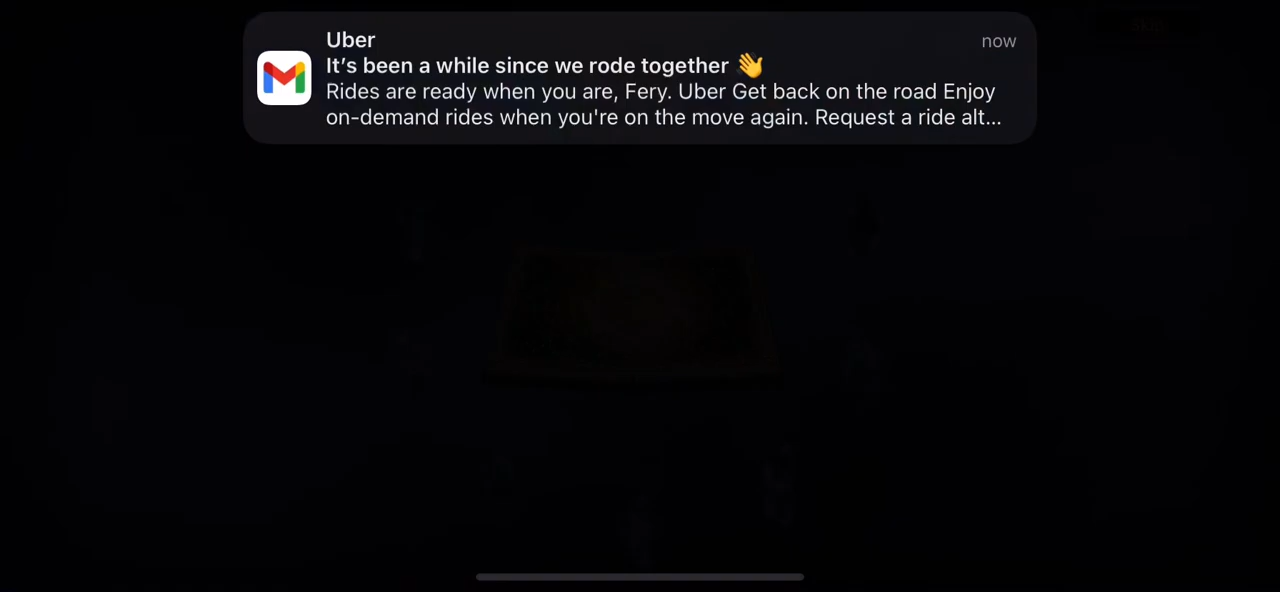 Uber
now
It’s been a while since we rode together 👋
Rides are ready when you are, Fery. Uber Get back on the road Enjoy
on-demand rides when you're on the move again. Request a ride alt...
Skip